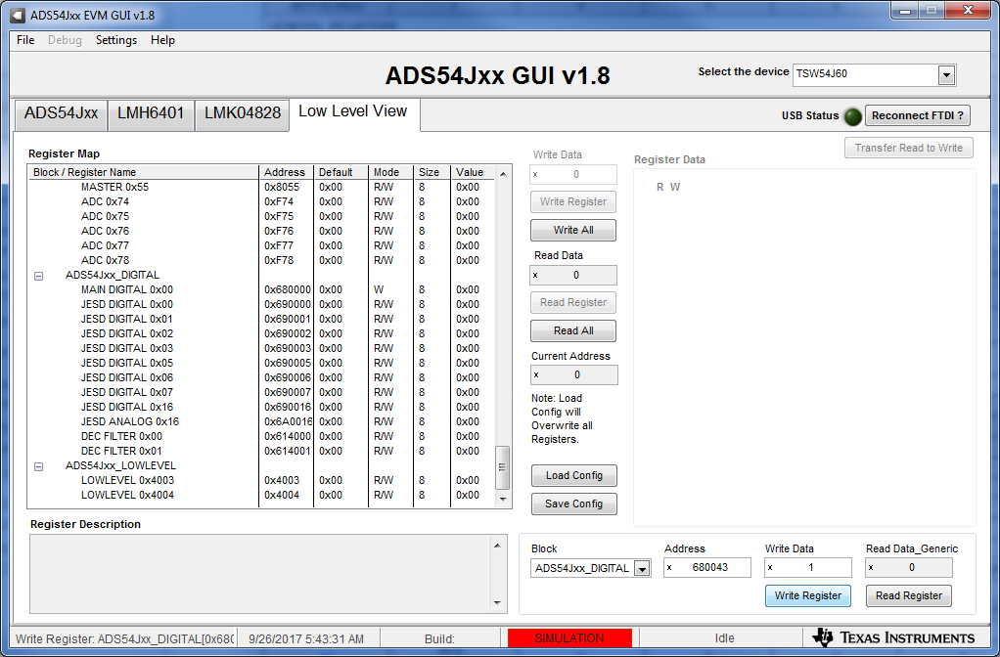 ADS54Jxx EVM GUI v1.8
File Debug Settings Help
ADS54Jxx GUI v1.8
Select the device TSW54J60
ADS54Jxx LMH6401 LMK04828 Low Level View
USB Status Reconnect FTDI ?
Transfer Read to Write
Register Map
Block / Register Name Address Default Mode Size Value
MASTER 0x55 0x8055 0x00 R/W 8 0x00
ADC 0x74 0xF74 0x00 R/W 8 0x00
ADC 0x75 0xF75 0x00 R/W 8 0x00
ADC 0x76 0xF76 0x00 R/W 8 0x00
ADC 0x77 0xF77 0x00 R/W 8 0x00
ADC 0x78 0xF78 0x00 R/W 8 0x00
ADS54Jxx_DIGITAL
MAIN DIGITAL 0x00 0x680000 0x00 W 8 0x00
JESD DIGITAL 0x00 0x690000 0x00 R/W 8 0x00
JESD DIGITAL 0x01 0x690001 0x00 R/W 8 0x00
JESD DIGITAL 0x02 0x690002 0x00 R/W 8 0x00
JESD DIGITAL 0x03 0x690003 0x00 R/W 8 0x00
JESD DIGITAL 0x05 0x690005 0x00 R/W 8 0x00
JESD DIGITAL 0x06 0x690006 0x00 R/W 8 0x00
JESD DIGITAL 0x07 0x690007 0x00 R/W 8 0x00
JESD DIGITAL 0x16 0x690016 0x00 R/W 8 0x00
JESD ANALOG 0x16 0x6A0016 0x00 R/W 8 0x00
DEC FILTER 0x00 0x614000 0x00 R/W 8 0x00
DEC FILTER 0x01 0x614001 0x00 R/W 8 0x00
ADS54Jxx_LOWLEVEL
LOWLEVEL 0x4003 0x4003 0x00 R/W 8 0x00
LOWLEVEL 0x4004 0x4004 0x00 R/W 8 0x00
Write Data
x 0
Write Register
Write All
Read Data
x 0
Read Register
Read All
Current Address
x 0
Note: Load
Config will
Overwrite all
Registers.
Load Config
Save Config
Register Data
R W
Register Description
Block Address Write Data Read Data_Generic
ADS54Jxx_DIGITAL x 680043 x 1 x 0
Write Register Read Register
Write Register: ADS54Jxx_DIGITAL[0x680 9/26/2017 5:43:31 AM Build: SIMULATION Idle TEXAS INSTRUMENTS